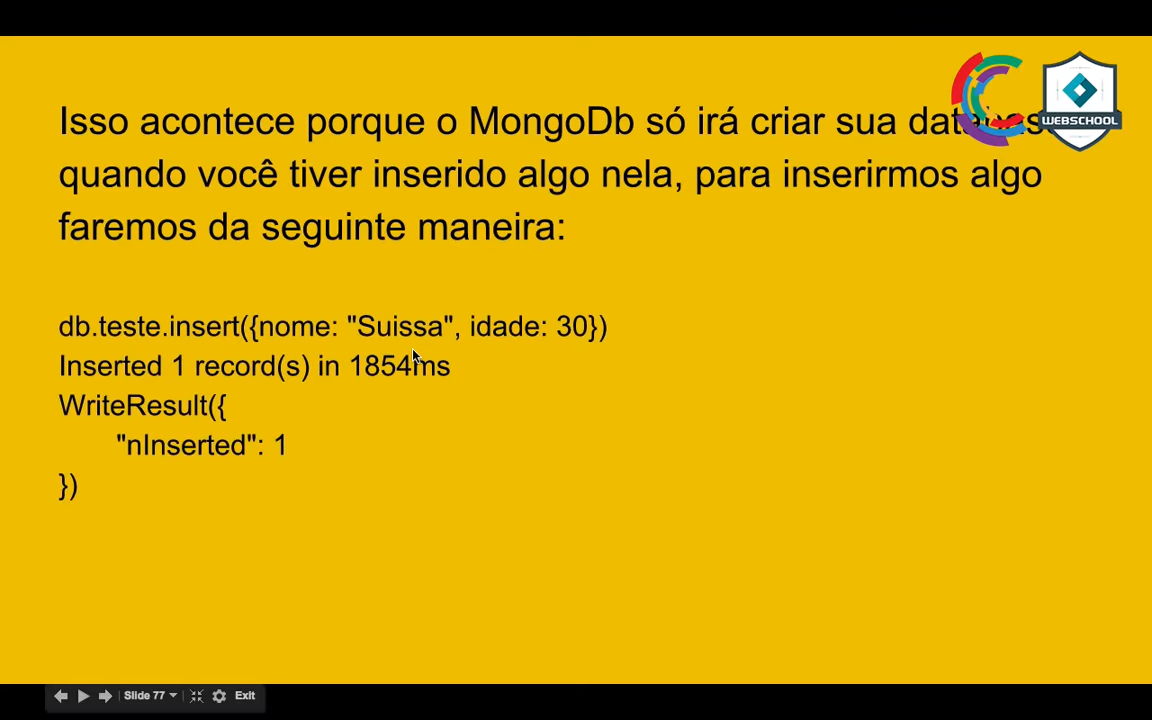 Isso acontece porque o MongoDb só irá criar sua
quando você tiver inserido algo nela, para inserirmos algo
faremos da seguinte maneira:
db.teste.insert({nome: "Suissa", idade: 30})
Inserted 1 record(s) in 1854ms
WriteResult({
"nInserted": 1
})
WEBSCHOOL
Slide 77
Exit